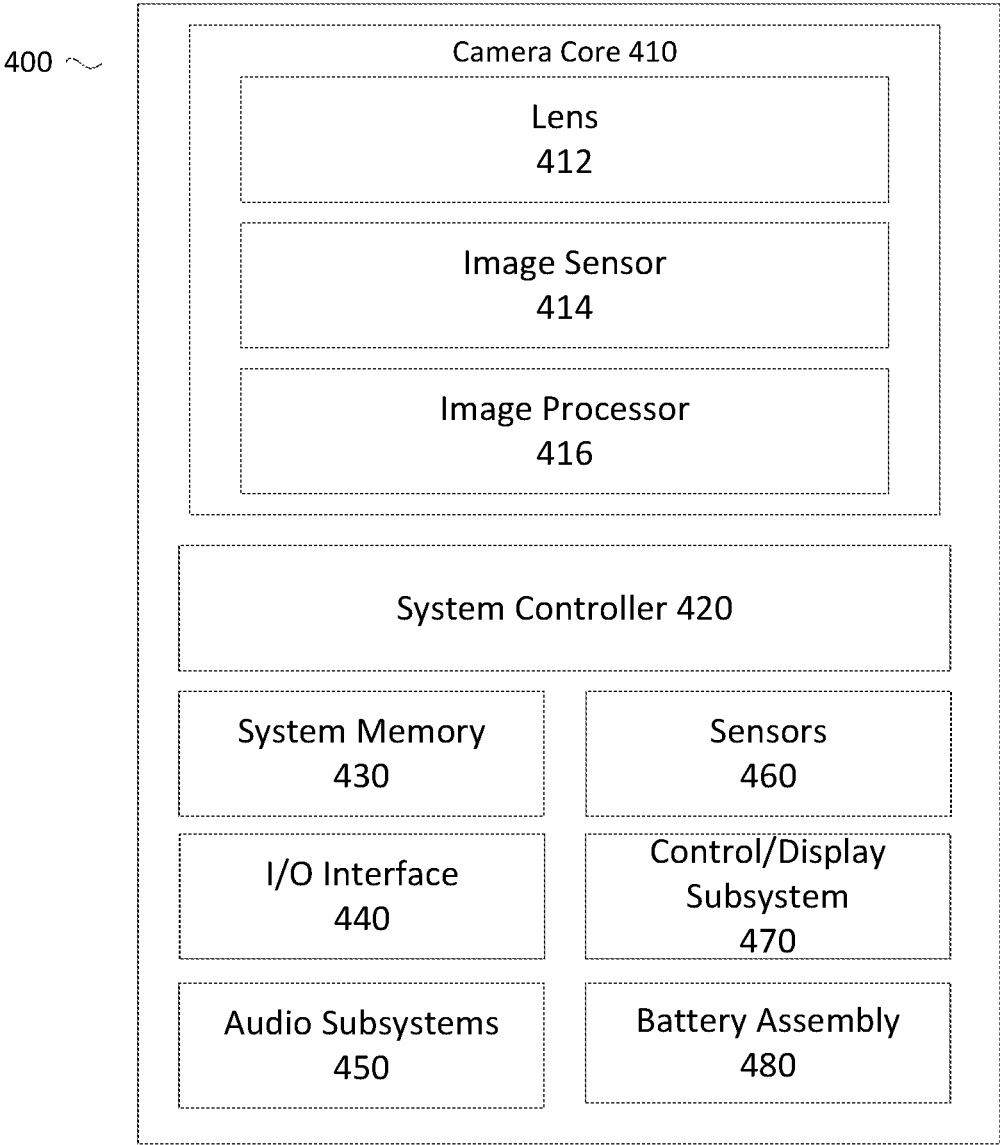 400
Camera Core 410
Lens
412
Image Sensor
414
Image Processor
416
System Controller 420
System Memory
430
Sensors
460
I/O Interface
440
Control/Display
Subsystem
470
Audio Subsystems
450
Battery Assembly
480